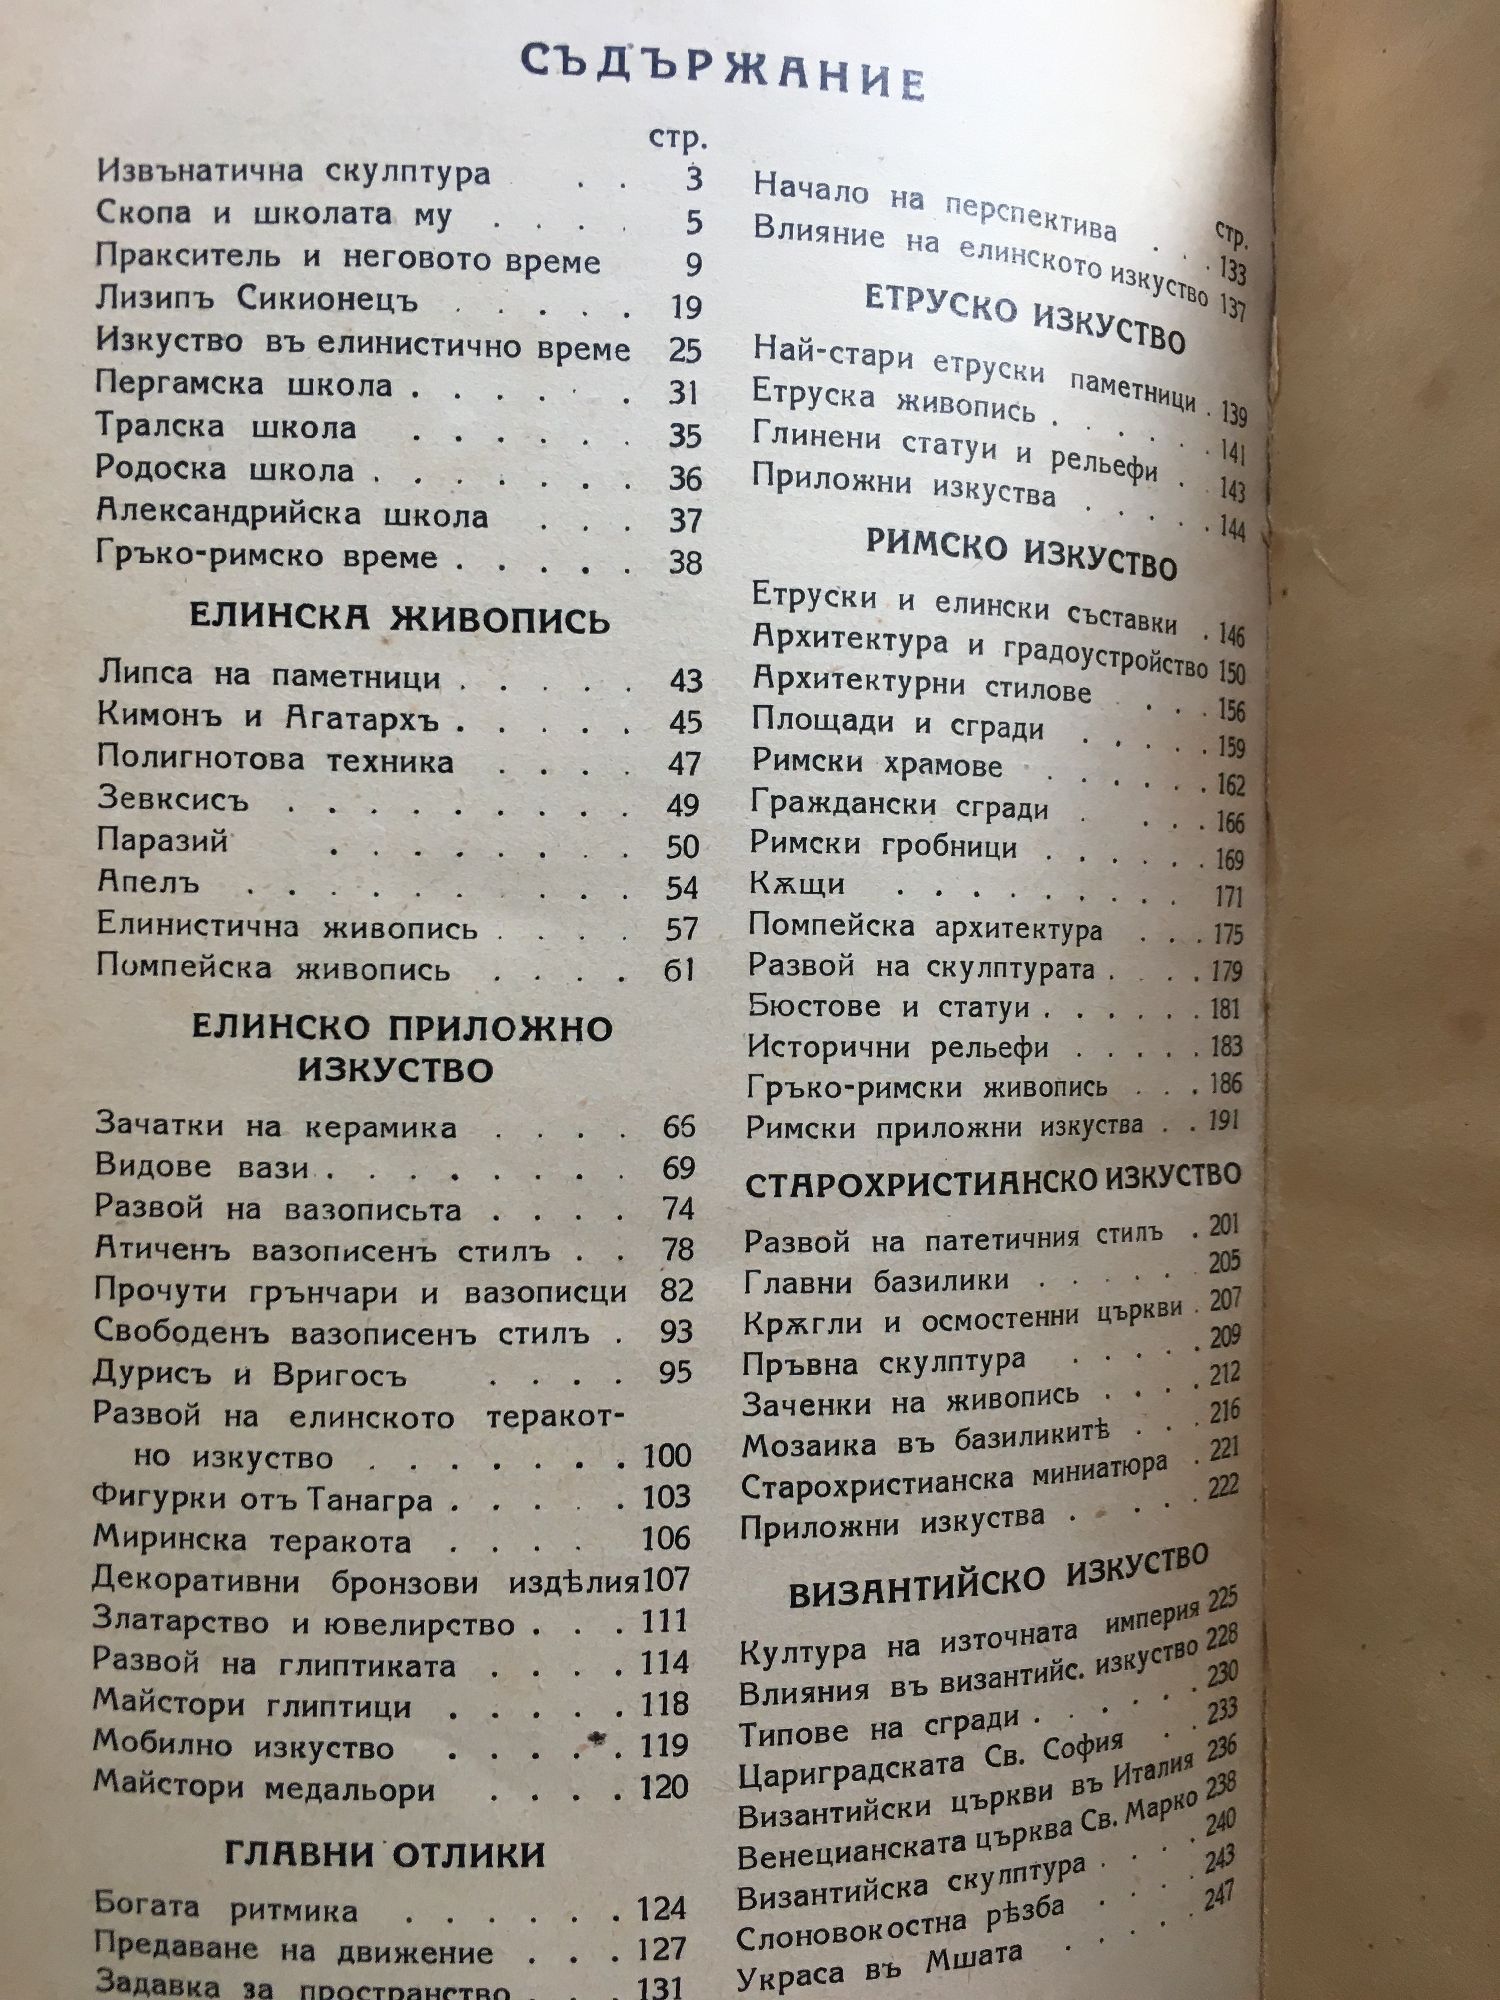 СЪДЪРЖАНИЕ
стр.
Извънатична скулптура . . 3
Скопа и школата му . . . . 5
Пракситель и неговото време 9
Лизипъ Сикионецъ . . . . . 19
Изкуство въ елинистично време 25
Пергамска школа . . . . . . 31
Тралска школа . . . . . . 35
Родоска школа . . . . . . . 36
Александрийска школа . . . 37
Гръко-римско време . . . . . 38
ЕЛИНСКА ЖИВОПИСЬ
Липса на паметници . . . . . 43
Кимонъ и Агатархъ . . . . . 45
Полигнотова техника . . . . 47
Зевксисъ . . . . . . . . . 49
Паразий . . . . . . . . 50
Апелъ . . . . . . . . . . 54
Елинистична живопись . . . . 57
Помпейска живопись . . . . 61
ЕЛИНСКО ПРИЛОЖНО
ИЗКУСТВО
Зачатки на керамика . . . . 66
Видове вази . . . . . . . . 69
Развой на вазописьта . . . . 74
Атиченъ вазописенъ стилъ . . 78
Прочути грънчари и вазописци 82
Свободенъ вазописенъ стилъ . 93
Дурисъ и Вригосъ . . . . 95
Развой на елинското теракот-
но изкуство . . . . . . . 100
Фигурки отъ Танагра . . . . . 103
Миринска теракота . . . . 106
Декоративни бронзови издѣлия 107
Златарство и ювелирство . . . 111
Развой на глиптиката . . . . 114
Майстори глиптици . . . . . 118
Мобилно изкуство . . . . . 119
Майстори медальори . . . . 120
ГЛАВНИ ОТЛИКИ
Богата ритмика . . . . . . 124
Предаване на движение . . . 127
Задавка за пространство . . . 131
стр.
Начало на перспектива . . . 133
Влияние на елинското изкуство 137
ЕТРУСКО ИЗКУСТВО
Най-стари етруски паметници . 139
Етруска живопись . . . . . . 141
Глинени статуи и рельефи . . 143
Приложни изкуства . . . . . 144
РИМСКО ИЗКУСТВО
Етруски и елински съставки . 146
Архитектура и градоустройство 150
Архитектурни стилове . . . 156
Площади и сгради . . . . . 159
Римски храмове . . . . . . 162
Граждански сгради . . . . 166
Римски гробници . . . . . . 169
Кѫщи . . . . . . . . . 171
Помпейска архитектура . . . 175
Развой на скулптурата . . . . 179
Бюстове и статуи . . . . . . 181
Исторични рельефи . . . . . 183
Гръко-римски живопись . . . 186
Римски приложни изкуства . . 191
СТАРОХРИСТИАНСКО ИЗКУСТВО
Развой на патетичния стилъ . 201
Главни базилики . . . . . 205
Крѫгли и осмостенни църкви . 207
Пръвна скулптура . . . . . 209
Заченки на живопись . . . . 212
Мозаика въ базиликитѣ . . . 216
Старохристианска миниатюра . 221
Приложни изкуства . . . . . 222
ВИЗАНТИЙСКО ИЗКУСТВО
Култура на източната империя 225
Влияния въ византийс. изкуство 228
Типове на сгради . . . . . . 230
Цариградската Св. София . . 233
Византийски църкви въ Италия 236
Венецианската църква Св. Марко 238
Византийска скулптура . . . . 240
Слоновокостна рѣзба . . . . 243
Украса въ Мшата . . . . . 247